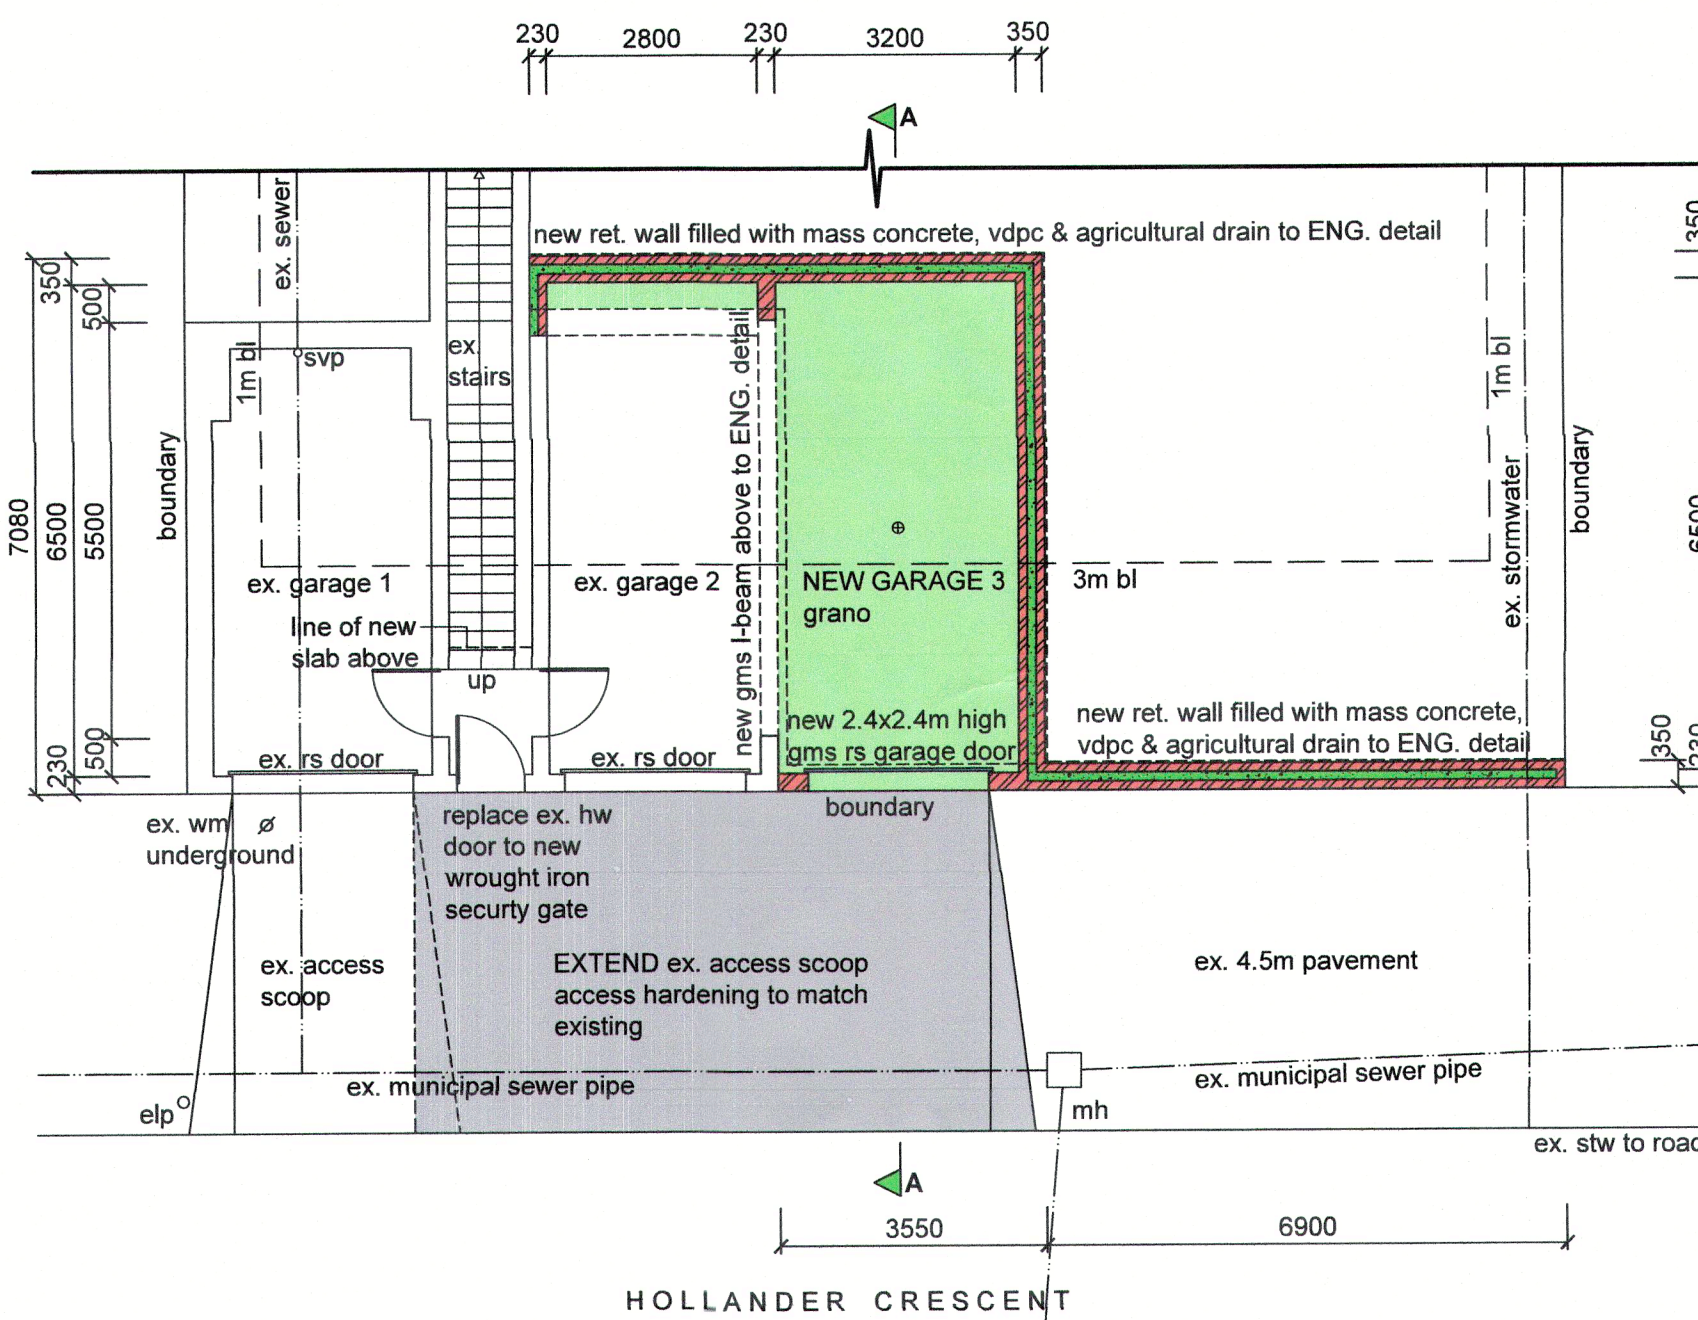 230
2800
230
3200
350
A
ex. sewer
new ret. wall filled with mass concrete, vdpc & agricultural drain to ENG. detail
350
500
350
7080
6500
5500
6500
boundary
1m bl
svp
ex.
stairs
new gms I-beam above to ENG. detail
1m bl
ex. stormwater
boundary
ex. garage 1
ex. garage 2
NEW GARAGE 3
grano
3m bl
line of new
slab above
up
new 2.4x2.4m high
gms rs garage door
new ret. wall filled with mass concrete,
vdpc & agricultural drain to ENG. detail
230
500
ex. rs door
ex. rs door
350
230
boundary
ex. wm
underground
replace ex. hw
door to new
wrought iron
securty gate
ex. access
scoop
EXTEND ex. access scoop
access hardening to match
existing
ex. 4.5m pavement
ex. municipal sewer pipe
ex. municipal sewer pipe
elp
mh
ex. stw to road
A
3550
6900
HOLLANDER CRESCENT